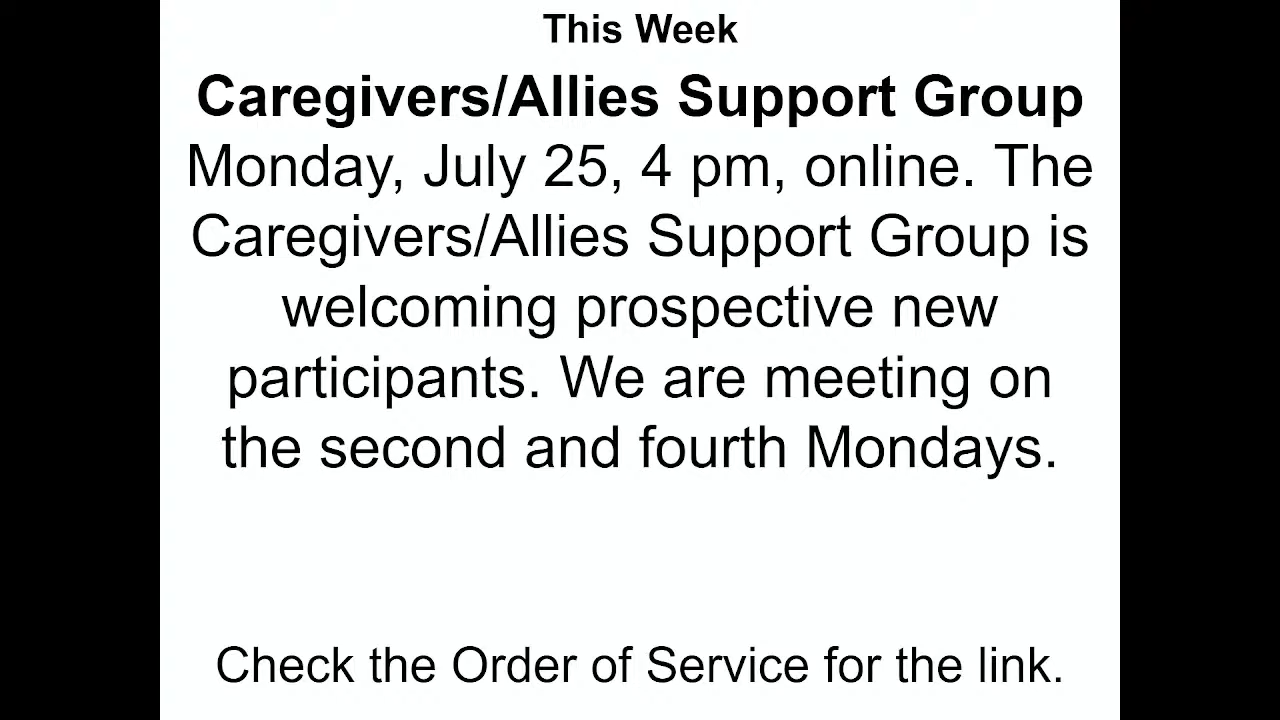 This Week
Caregivers/Allies Support Group
Monday, July 25, 4 pm, online. The
Caregivers/Allies Support Group is
welcoming prospective new
participants. We are meeting on
the second and fourth Mondays.
Check the Order of Service for the link.